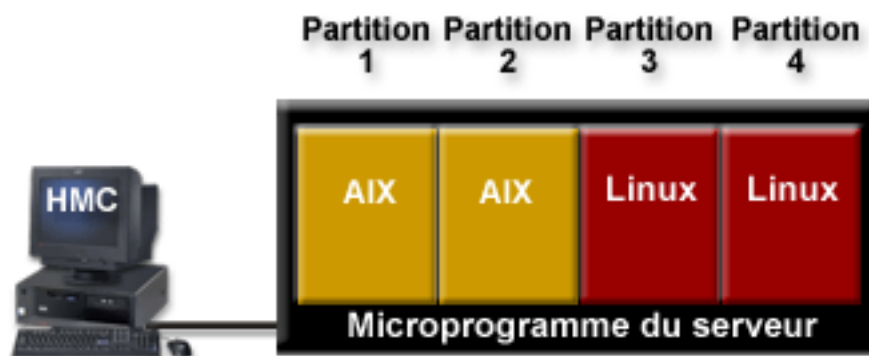 Partition 1
Partition 2
Partition 3
Partition 4
HMC
AIX
AIX
Linux
Linux
Microprogramme du serveur